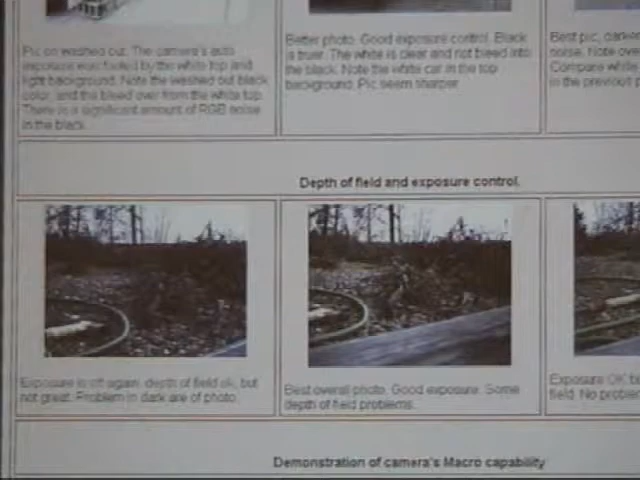 Pic on washed out. The camera's auto
exposure was fooled by the white top and
light background. Note the washed out black
color, and the bleed over from the white top.
There is a significant amount of RGB noise
in the black.
Better photo. Good exposure control. Black
is truer. The white is clear and not bleed into
the black. Note the white car in the top
background. Pic seem sharper.
Best pic, darker
noise. Note
Compare while
in the previous
Depth of field and exposure control.
Exposure is off again, depth of field ok, but
not great. Problem in dark are of photo.
Best overall photo. Good exposure. Some
depth of field problems.
Exposure OK
field. No
Demonstration of camera's Macro capability